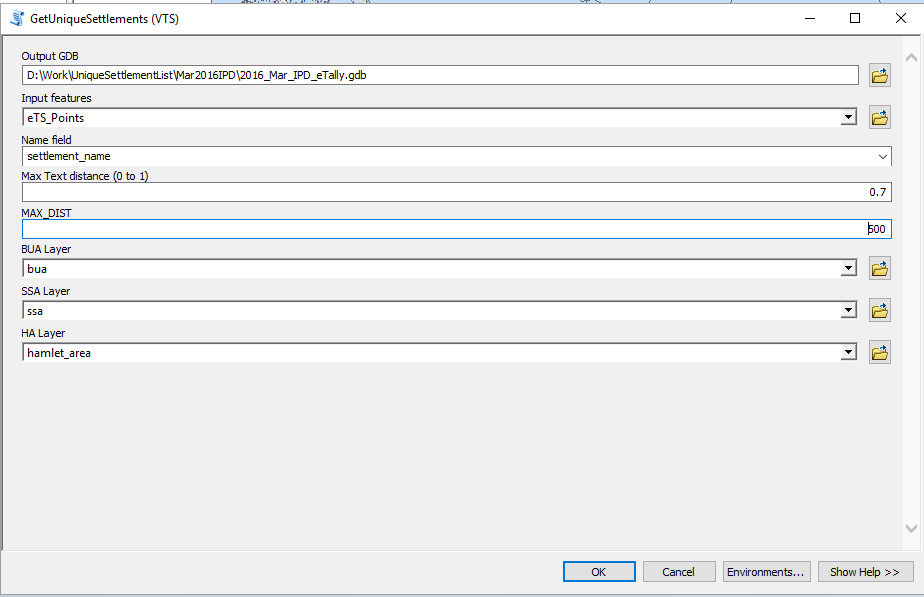 GetUniqueSettlements (VTS)
Output GDB
D:\Work\UniqueSettlementList\Mar2016IPD\2016_Mar_IPD_eTally.gdb
Input features
eTS_Points
Name field
settlement_name
Max Text distance (0 to 1)
0.7
MAX_DIST
500
BUA Layer
bua
SSA Layer
ssa
HA Layer
hamlet_area
OK Cancel Environments... Show Help >>